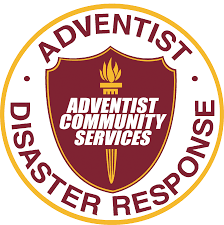 ADVENTIST
ADVENTIST
COMMUNITY
SERVICES
DISASTER RESPONSE